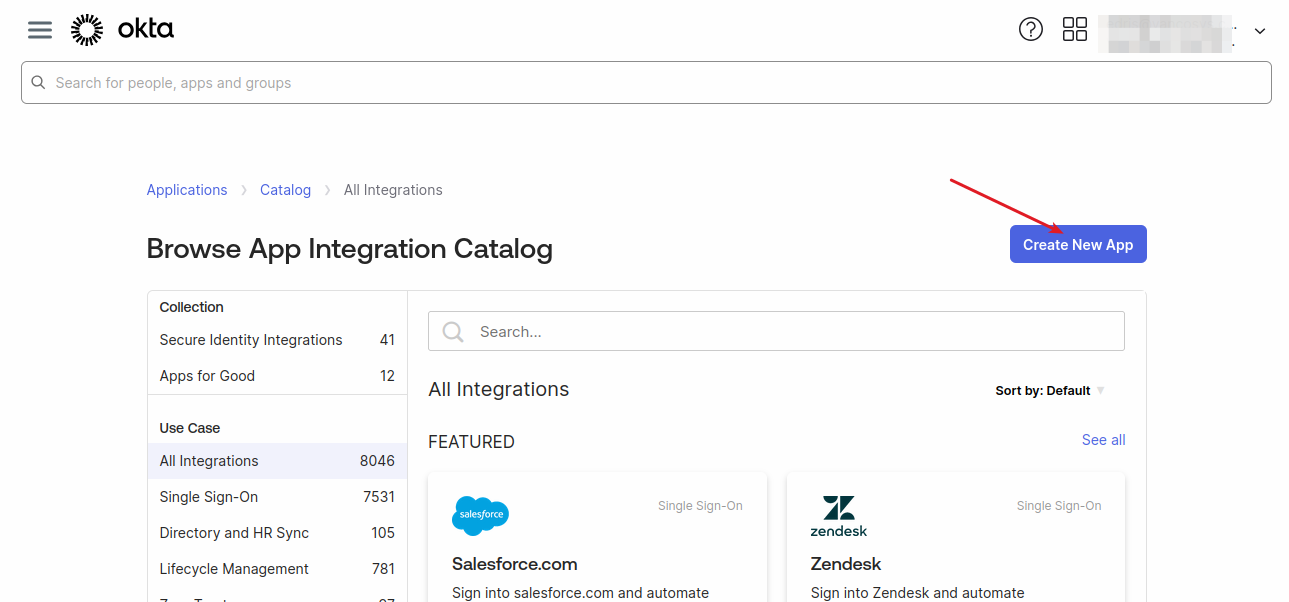 okta
Search for people, apps and groups
Applications > Catalog > All Integrations
Browse App Integration Catalog
Create New App
Collection
Secure Identity Integrations 41
Apps for Good 12
Use Case
All Integrations 8046
Single Sign-On 7531
Directory and HR Sync 105
Lifecycle Management 781
Search...
All Integrations
Sort by: Default
FEATURED
See all
salesforce
Single Sign-On
Salesforce.com
Sign into salesforce.com and automate
zendesk
Single Sign-On
Zendesk
Sign into Zendesk and automate